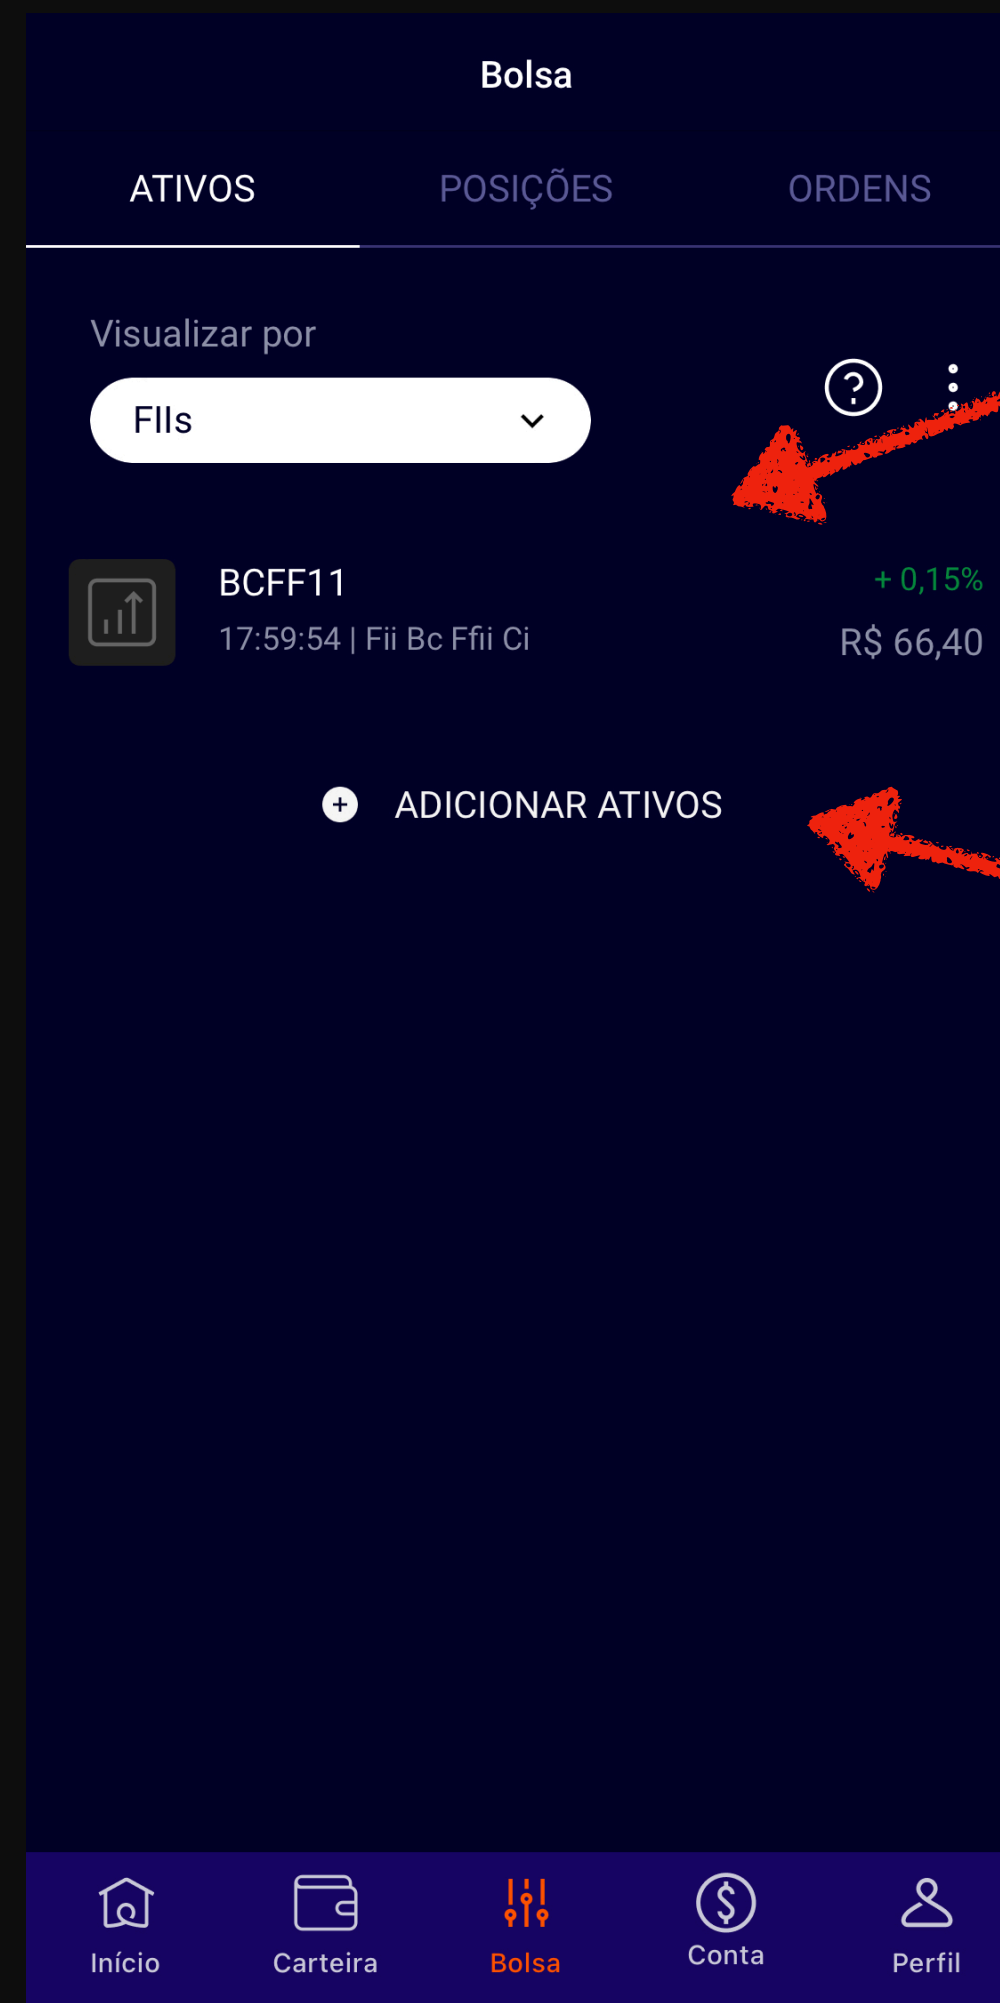 Bolsa
ATIVOS POSIÇÕES ORDENS
Visualizar por
FIIs
BCFF11 + 0,15%
17:59:54 | Fii Bc Ffii Ci R$ 66,40
ADICIONAR ATIVOS
Início Carteira Bolsa Conta Perfil